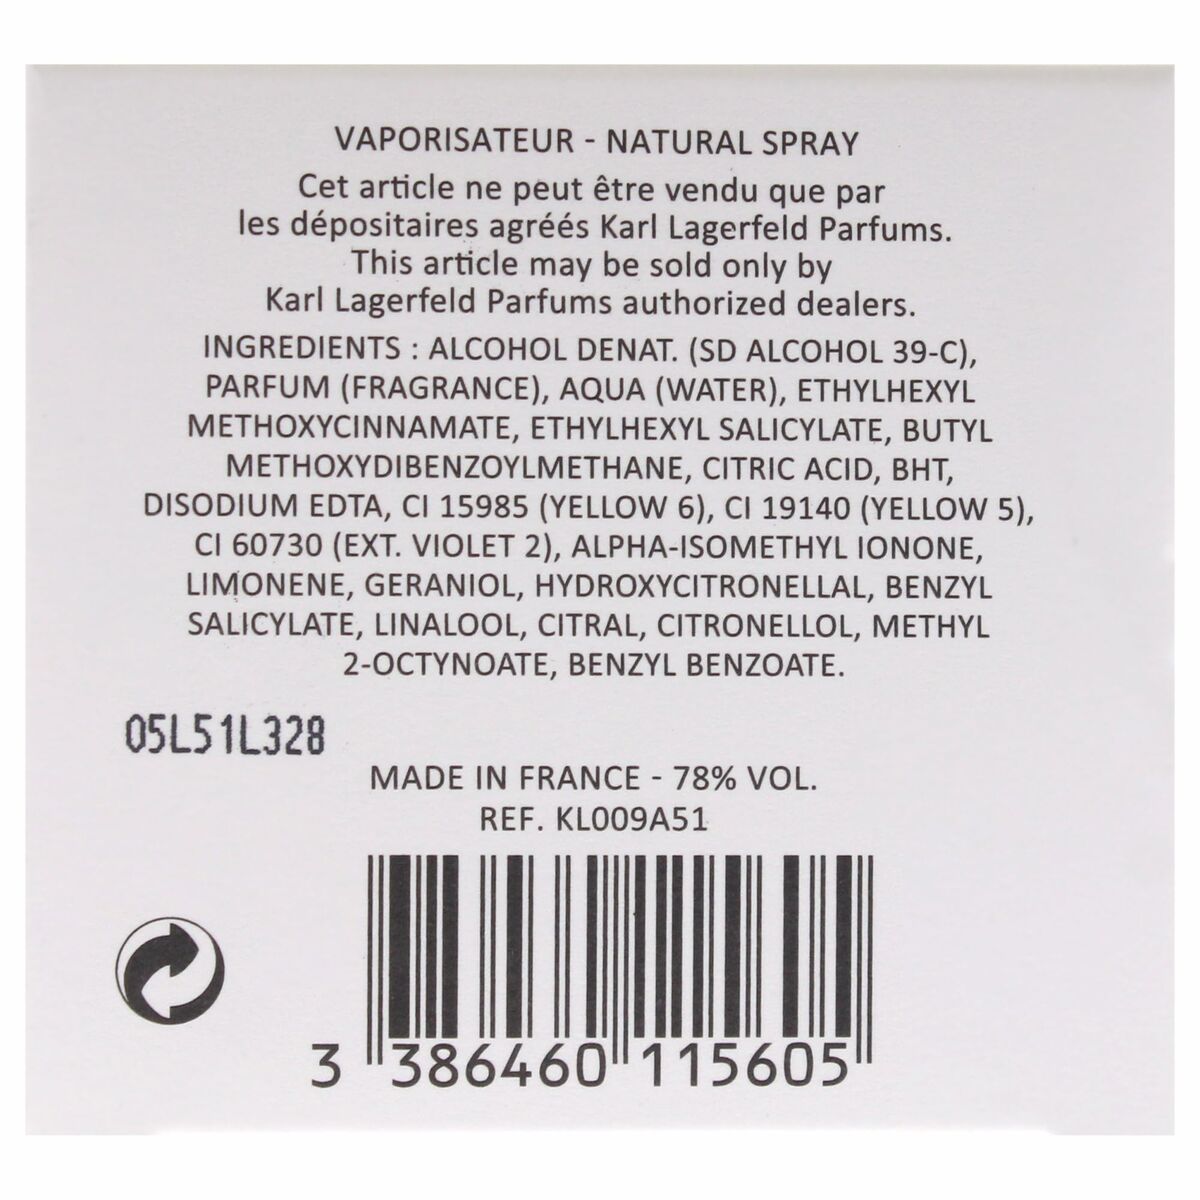 VAPORISATEUR - NATURAL SPRAY
Cet article ne peut être vendu que par
les dépositaires agréés Karl Lagerfeld Parfums.
This article may be sold only by
Karl Lagerfeld Parfums authorized dealers.
INGREDIENTS : ALCOHOL DENAT. (SD ALCOHOL 39-C),
PARFUM (FRAGRANCE), AQUA (WATER), ETHYLHEXYL
METHOXYCINNAMATE, ETHYLHEXYL SALICYLATE, BUTYL
METHOXYDIBENZOYLMETHANE, CITRIC ACID, BHT,
DISODIUM EDTA, CI 15985 (YELLOW 6), CI 19140 (YELLOW 5),
CI 60730 (EXT. VIOLET 2), ALPHA-ISOMETHYL IONONE,
LIMONENE, GERANIOL, HYDROXYCITRONELLAL, BENZYL
SALICYLATE, LINALOOL, CITRAL, CITRONELLOL, METHYL
2-OCTYNOATE, BENZYL BENZOATE.
05L51L328
MADE IN FRANCE - 78% VOL.
REF. KL009A51
3 386460 115605